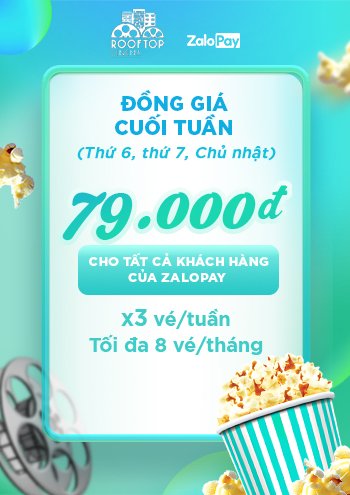 ROOFTOP
ZaloPay
ĐỒNG GIÁ
CUỐI TUẦN
(Thứ 6, thứ 7, Chủ nhật)
79.000đ
CHO TẤT CẢ KHÁCH HÀNG
CỦA ZALOPAY
X3 vé/tuần
Tối đa 8 vé/tháng